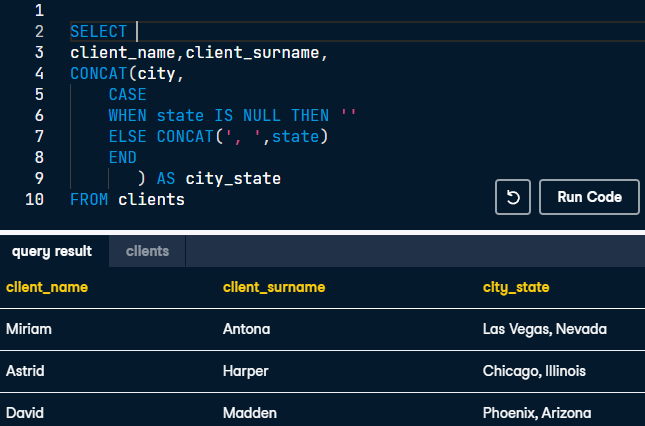 1
2 SELECT
3 client_name,client_surname,
4 CONCAT(city,
5 CASE
6 WHEN state IS NULL THEN ''
7 ELSE CONCAT(', ',state)
8 END
9 ) AS city_state
10 FROM clients
Run Code
query result clients
client_name client_surname city_state
Miriam Antona Las Vegas, Nevada
Astrid Harper Chicago, Illinois
David Madden Phoenix, Arizona